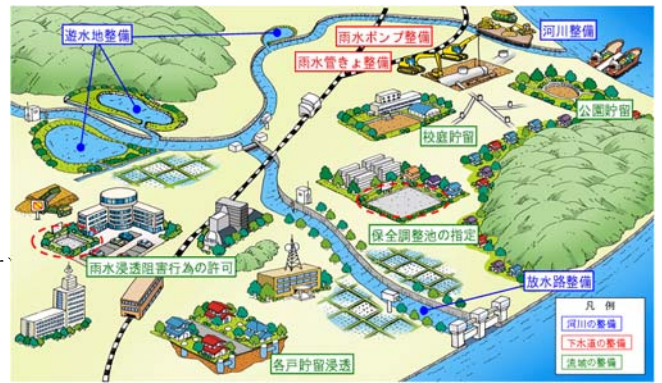 遊水地整備
雨水ポンプ整備
河川整備
雨水管きょ整備
公園貯留
校庭貯留
保全調整池の指定
雨水浸透阻害行為の許可
放水路整備
各戸貯留浸透
凡 例
河川の整備
下水道の整備
流域の整備